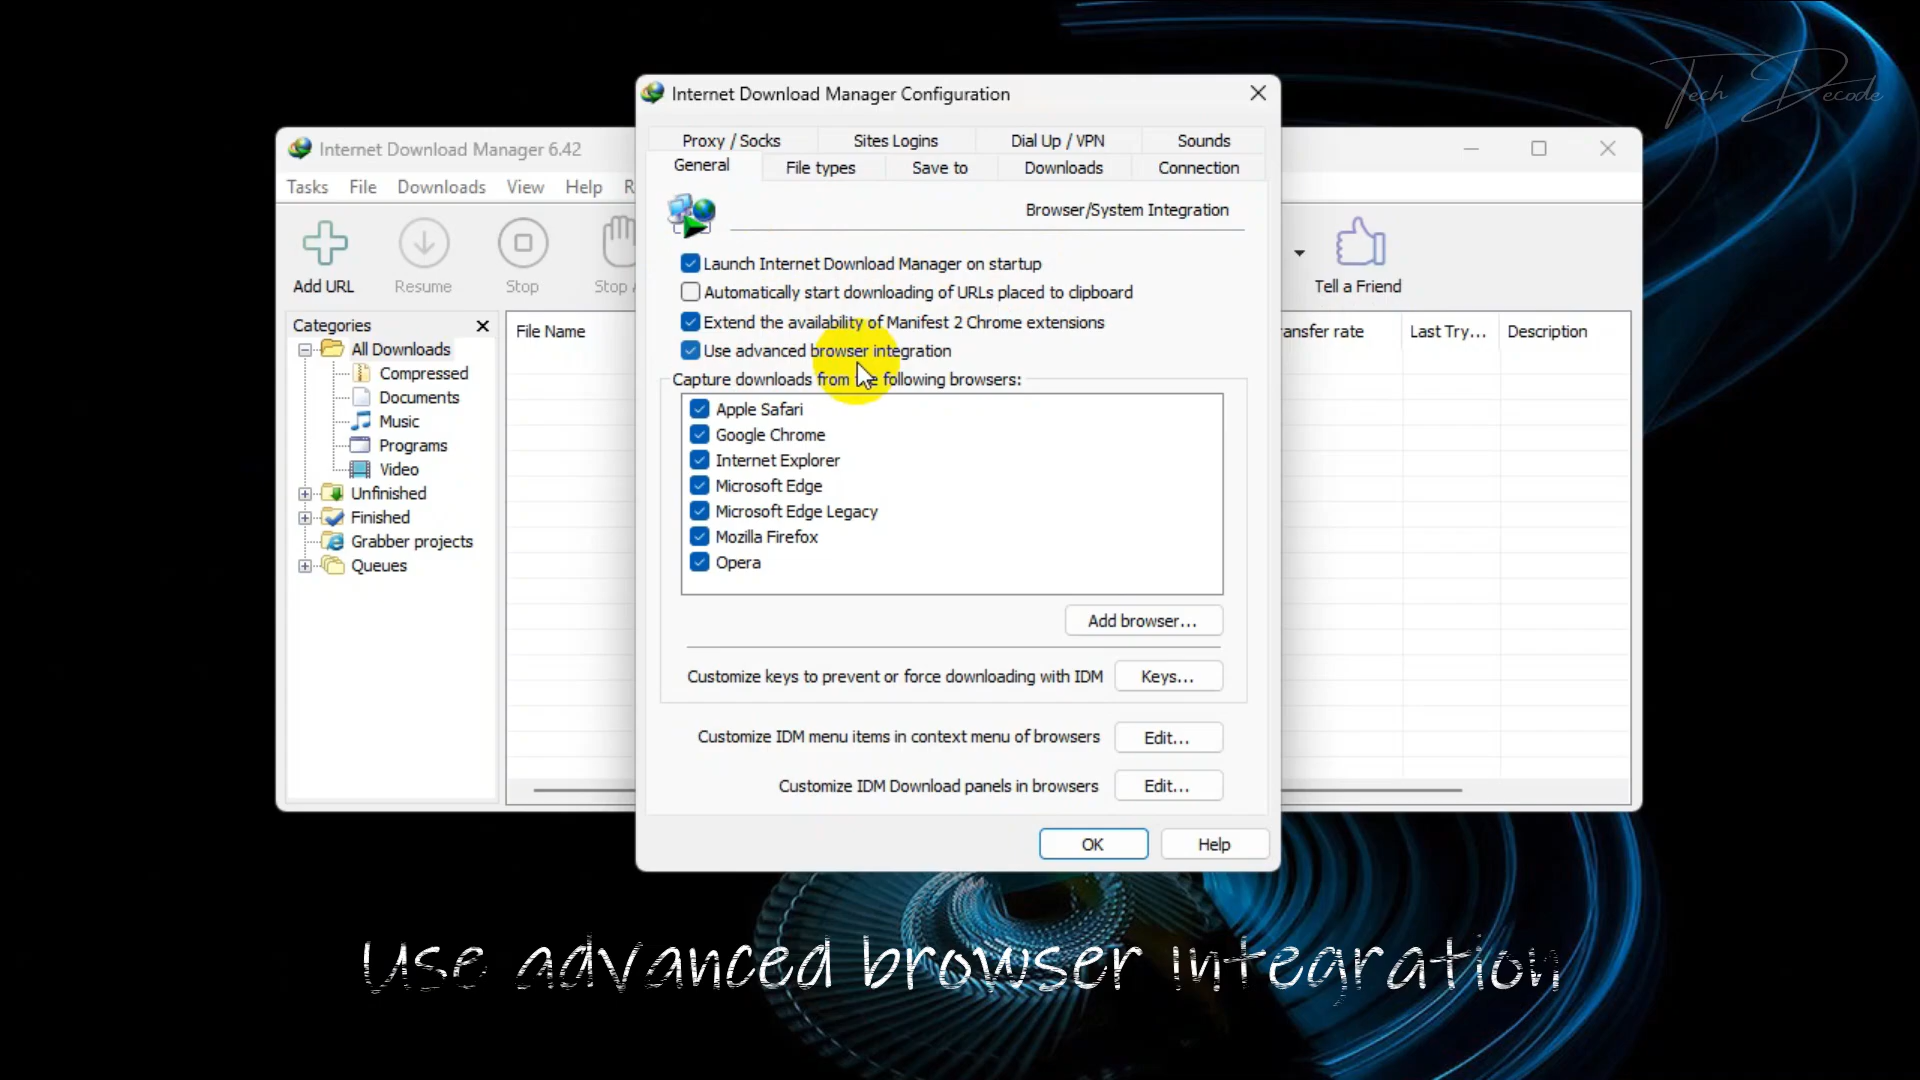 Tech Decode
Internet Download Manager Configuration
Internet Download Manager 6.42
Proxy / Socks Sites Logins Dial Up / VPN Sounds
General File types Save to Downloads Connection
Tasks File Downloads View Help R
Browser/System Integration
Add URL Resume Stop Stop
Tell a Friend
Launch Internet Download Manager on startup
Automatically start downloading of URLs placed to clipboard
Extend the availability of Manifest 2 Chrome extensions
Use advanced browser integration
Capture downloads from following browsers:
Apple Safari
Google Chrome
Internet Explorer
Microsoft Edge
Microsoft Edge Legacy
Mozilla Firefox
Opera
Add browser...
Customize keys to prevent or force downloading with IDM Keys...
Customize IDM menu items in context menu of browsers Edit...
Customize IDM Download panels in browsers Edit...
OK Help
Categories
All Downloads
Compressed
Documents
Music
Programs
Video
Unfinished
Finished
Grabber projects
Queues
File Name ansfer rate Last Try... Description
Use advanced browser integration